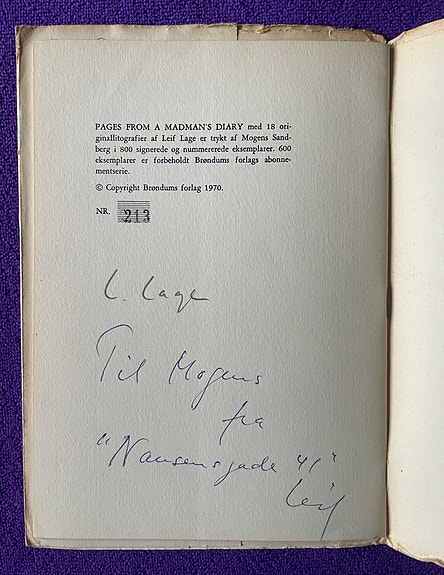 PAGES FROM A MADMAN'S DIARY med 18 ori-
ginallitografier af Leif Lage er trykt af Mogens Sand-
berg i 800 signerede og nummererede eksemplarer. 600
eksemplarer er forbeholdt Brøndums forlags abonne-
mentserie.
© Copyright Brøndums forlag 1970.
NR. 213
L. Lage
Til Mogens
fra
"Nansensgade 41"
Leif